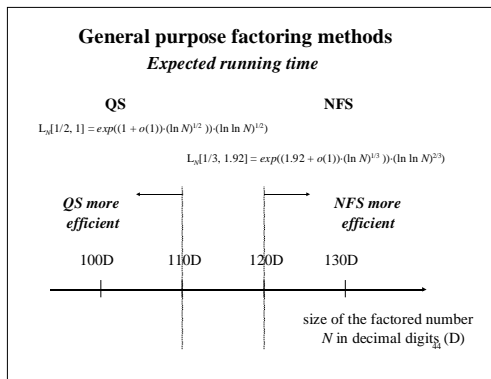 General purpose factoring methods
Expected running time
QS NFS
L_N[1/2, 1] = exp((1 + o(1))·(ln N)^1/2 ))·(ln ln N)^1/2)
L_N[1/3, 1.92] = exp((1.92 + o(1))·(ln N)^1/3 ))·(ln ln N)^2/3)
QS more NFS more
efficient efficient
100D 110D 120D 130D
size of the factored number
N in decimal digits (D)
44